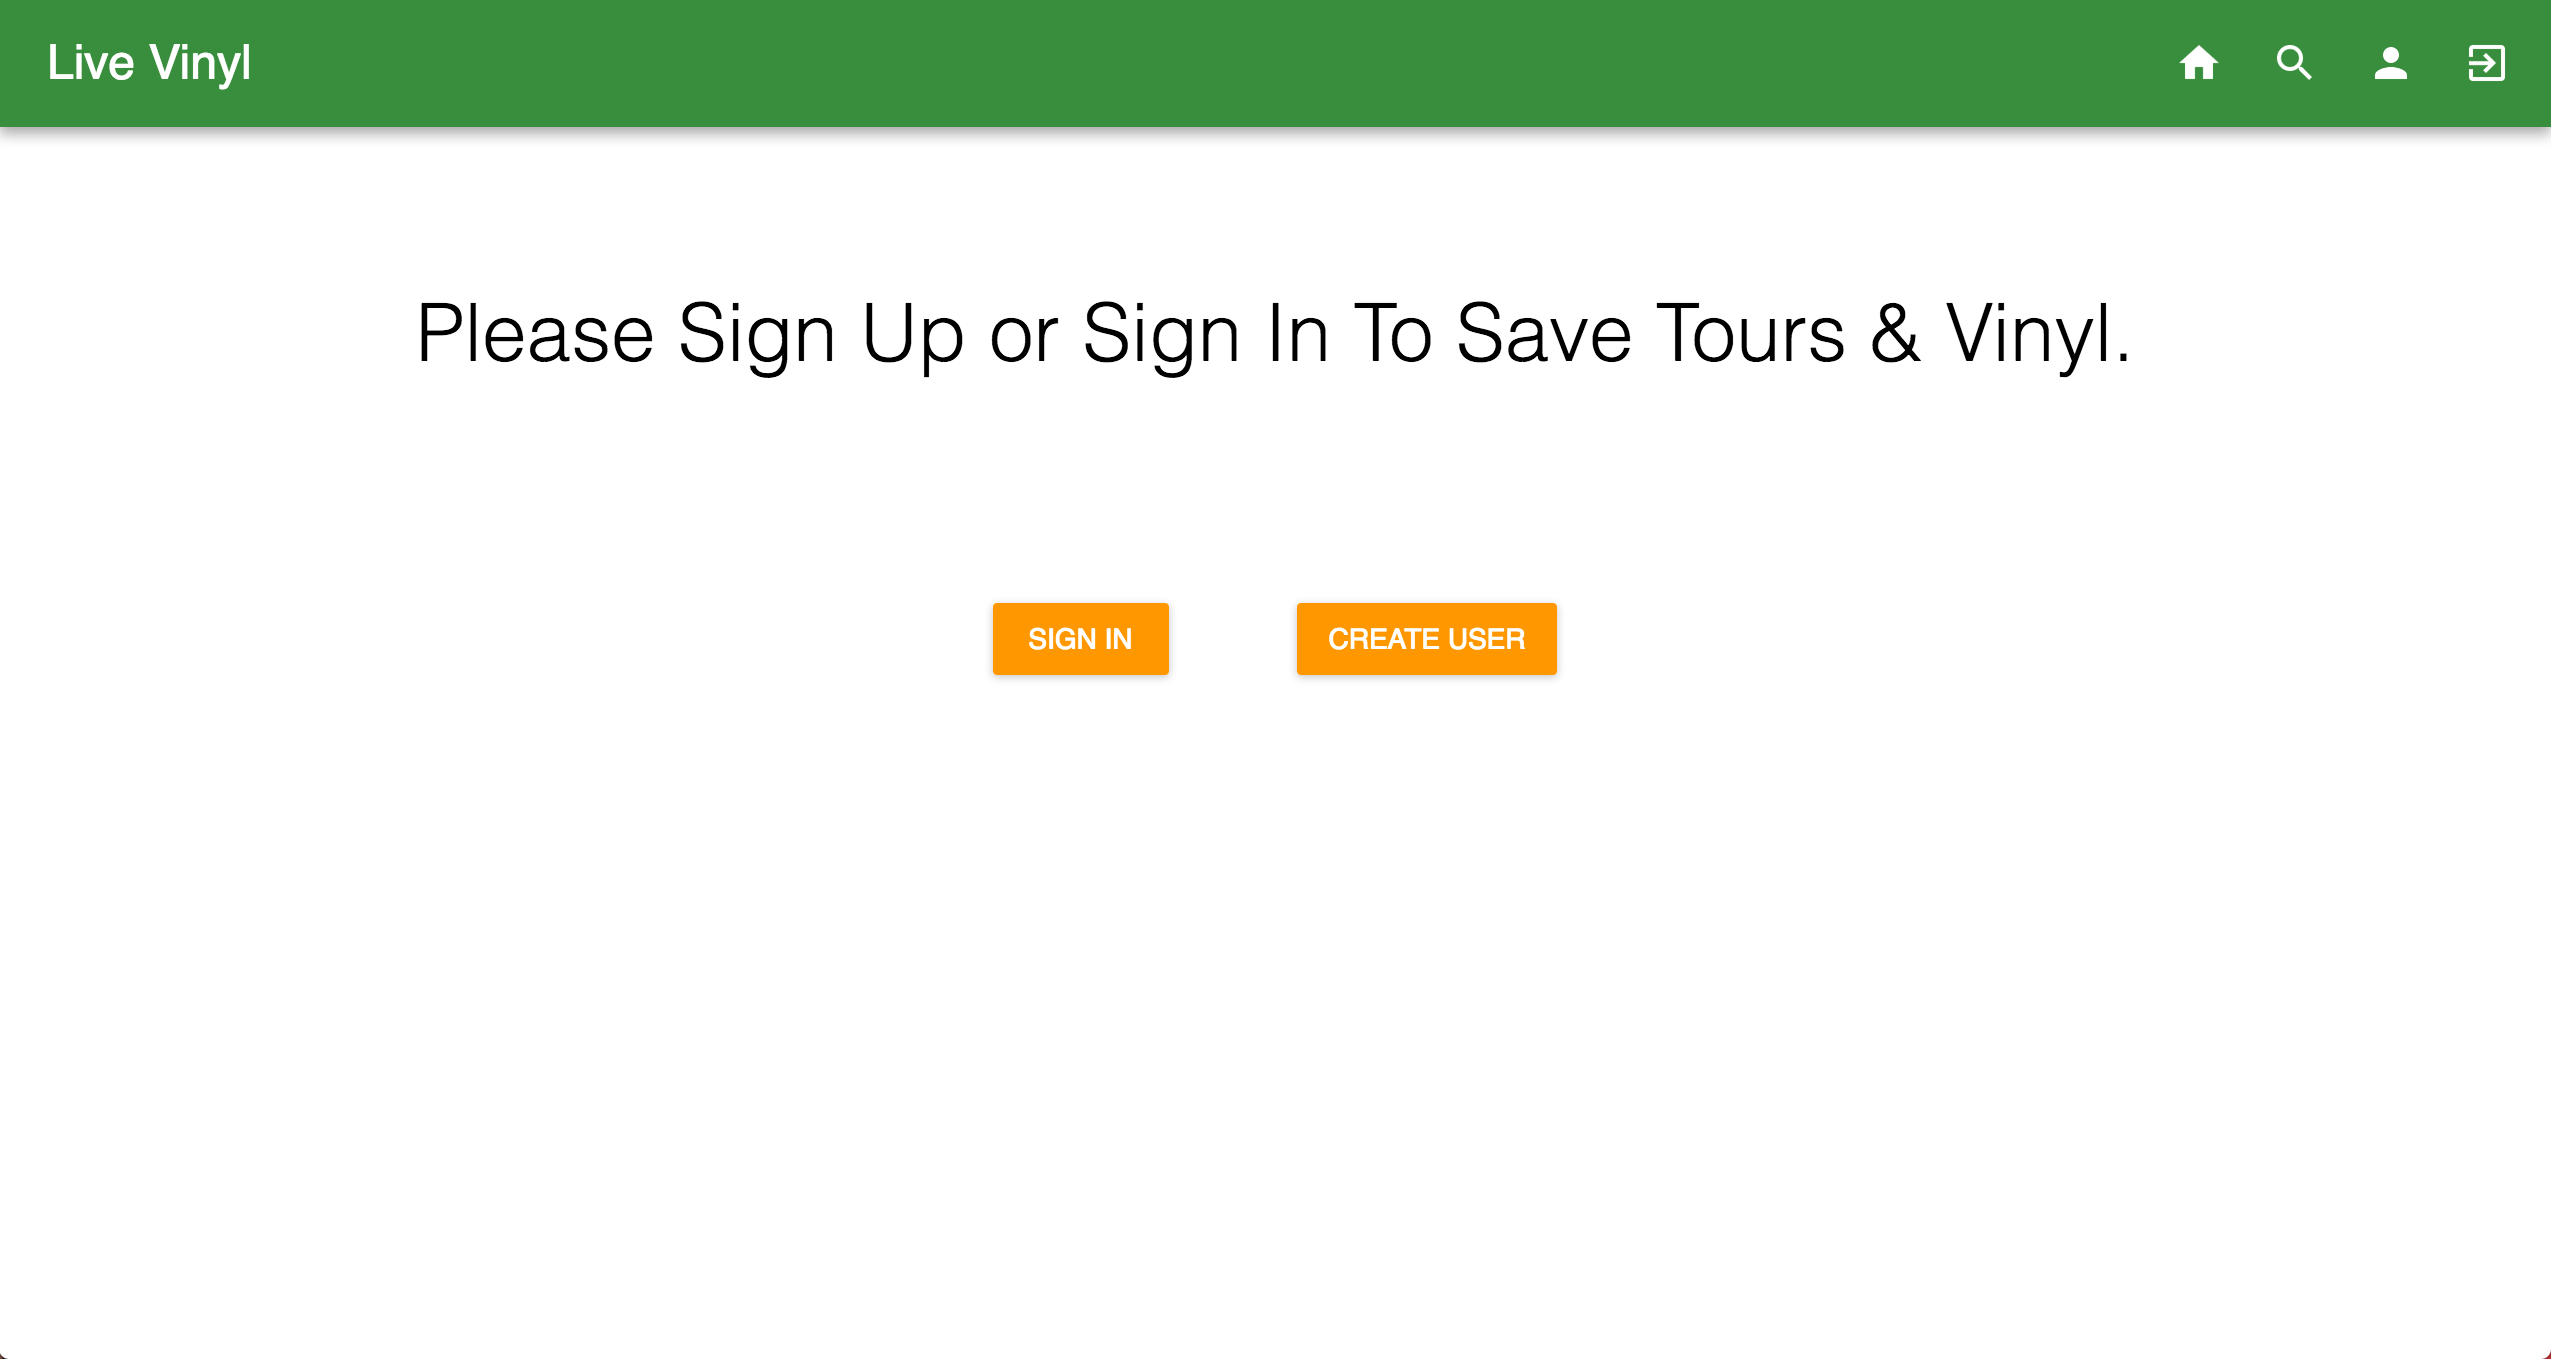 Live Vinyl
Please Sign Up or Sign In To Save Tours & Vinyl.
SIGN IN
CREATE USER